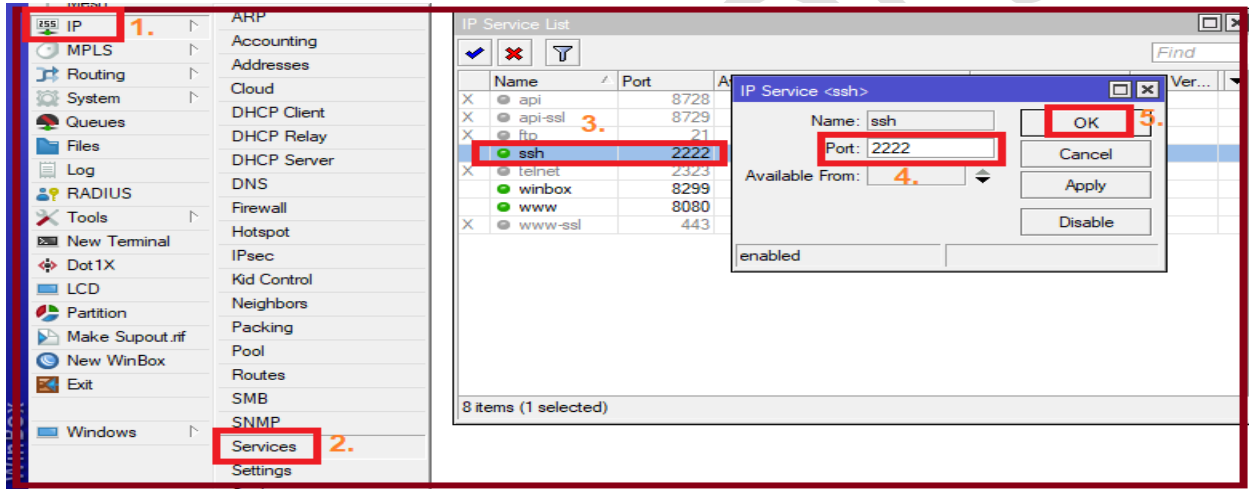 IP 1.
MPLS
Routing
System
Queues
Files
Log
RADIUS
Tools
New Terminal
Dot1X
LCD
Partition
Make Supout.rif
New WinBox
Exit
Windows
ARP
Accounting
Addresses
Cloud
DHCP Client
DHCP Relay
DHCP Server
DNS
Firewall
Hotspot
IPsec
Kid Control
Neighbors
Packing
Pool
Routes
SMB
SNMP
Services 2.
Settings
IP Service List
Find
Name Port Ver...
X api 8728
X api-ssl 8729
3.
X ftp 21
ssh 2222
X telnet 2323
winbox 8299
www 8080
X www-ssl 443
8 items (1 selected)
IP Service <ssh>
Name: ssh
Port: 2222
Available From: 4.
OK 5.
Cancel
Apply
Disable
enabled